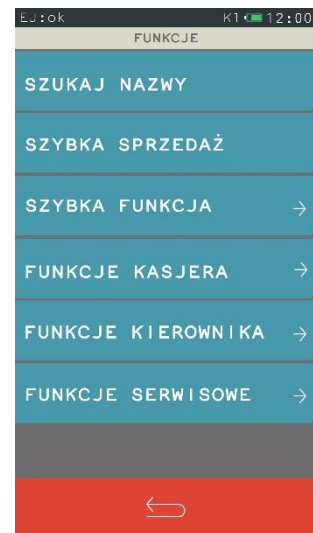 EJ:ok K1 12:00
FUNKCJE
SZUKAJ NAZWY
SZYBKA SPRZEDAŻ
SZYBKA FUNKCJA
FUNKCJE KASJERA
FUNKCJE KIEROWNIKA
FUNKCJE SERWISOWE